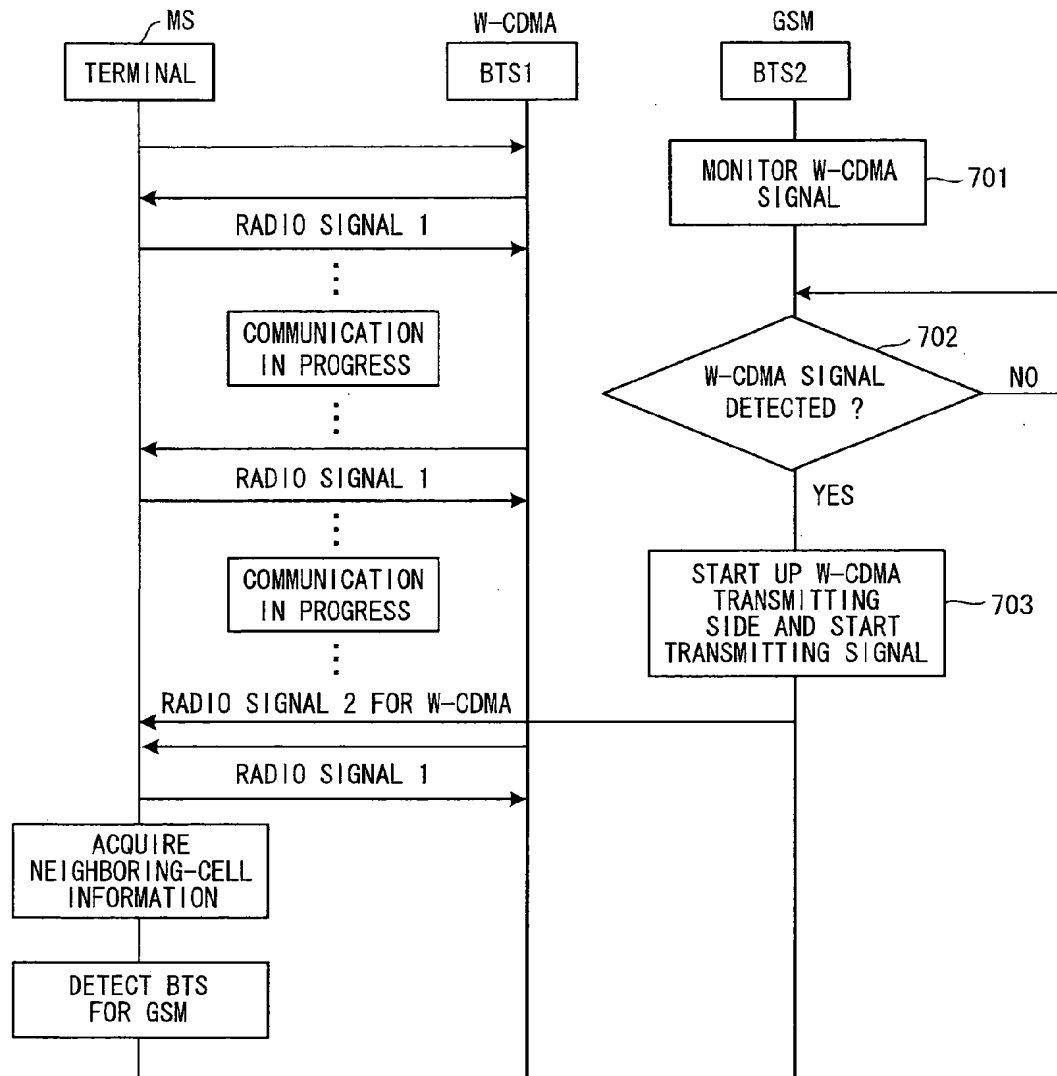 MS
W-CDMA
GSM
TERMINAL
BTS1
BTS2
MONITOR W-CDMA
SIGNAL
701
RADIO SIGNAL 1
COMMUNICATION
IN PROGRESS
702
W-CDMA SIGNAL
DETECTED ?
NO
RADIO SIGNAL 1
YES
COMMUNICATION
IN PROGRESS
START UP W-CDMA
TRANSMITTING
SIDE AND START
TRANSMITTING SIGNAL
703
RADIO SIGNAL 2 FOR W-CDMA
RADIO SIGNAL 1
ACQUIRE
NEIGHBORING-CELL
INFORMATION
DETECT BTS
FOR GSM